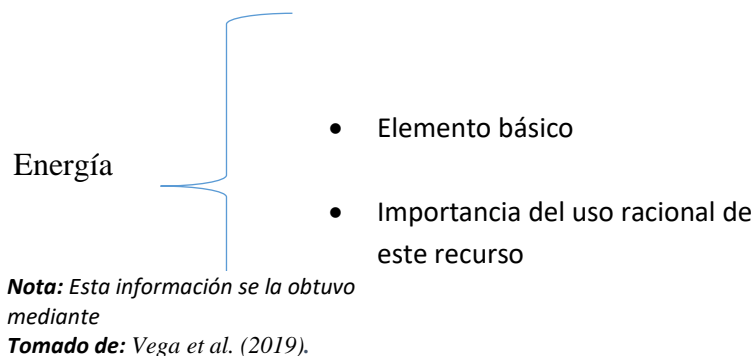 Energía
• Elemento básico
• Importancia del uso racional de
este recurso
Nota: Esta información se la obtuvo
mediante
Tomado de: Vega et al. (2019).